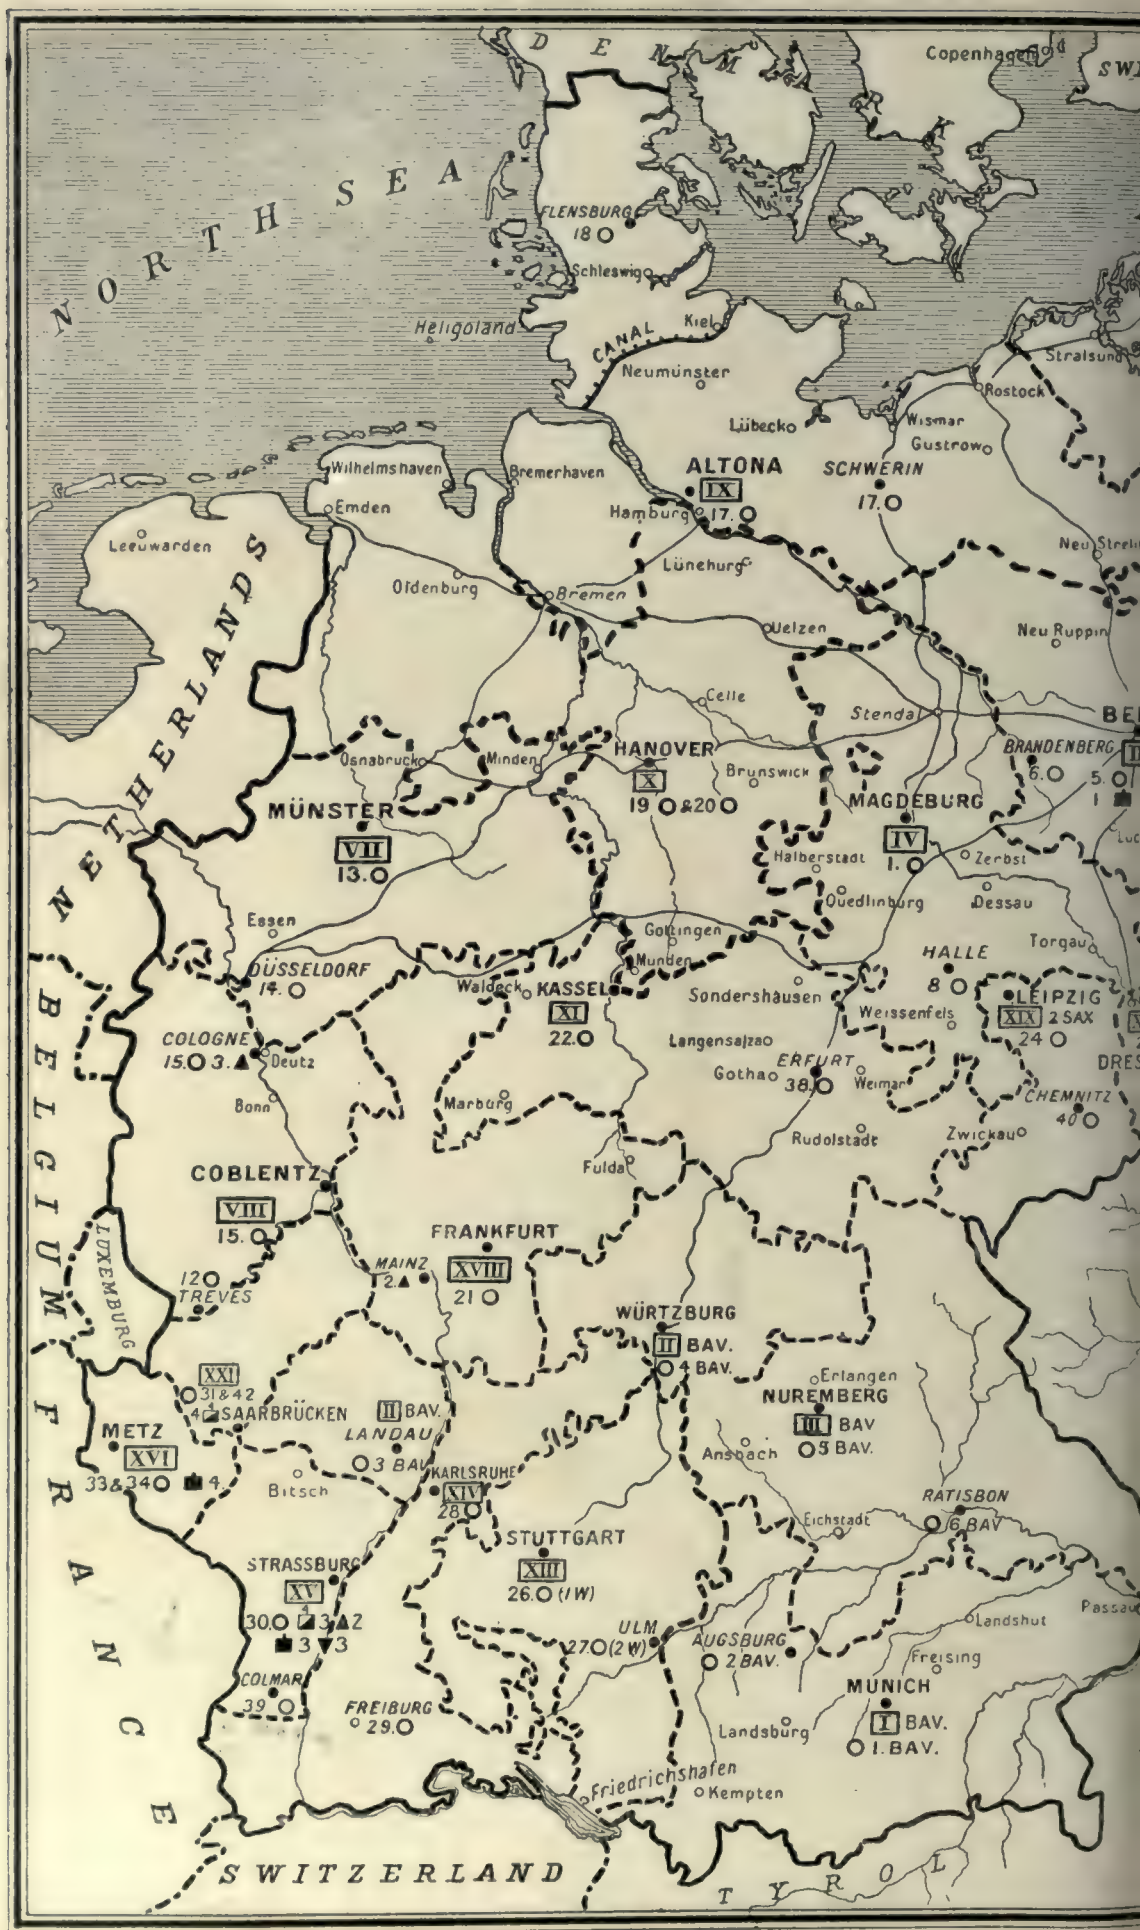 DENMARK
Copenhagen
NORTH SEA
FLENSBURG
18
Schleswig
Heligoland
CANAL
Kiel
Neumünster
Stralsund
Rostock
Lübeck
Wismar
Gustrow
Wilhelmshaven
Bremerhaven
ALTONA
IX
17.
SCHWERIN
17.
Emden
Hamburg
Leeuwarden
Lüneburg
Oldenburg
Bremen
Uelzen
Neu Ruppin
NETHERLANDS
Celle
Stendal
Osnabruck
Minden
HANOVER
X
19 &20
Brunswick
BRANDENBERG
6.
5.
1
MÜNSTER
VII
13.
MAGDEBURG
IV
1.
Halberstadt
Zerbst
Quedlinburg
Dessau
Essen
Gottingen
Torgau
Munden
HALLE
8
DÜSSELDORF
14.
Waldeck
KASSEL
XI
22.
Sondershausen
Weissenfels
LEIPZIG
XIX 2 SAX
24
COLOGNE
15. 3.
Deutz
Langensalza
ERFURT
38.
Gotha
Weimar
CHEMNITZ
40
Bonn
Marburg
Rudolstadt
Zwickau
Fulda
BELGIUM
COBLENTZ
VIII
15.
FRANKFURT
XVIII
21
MAINZ
2.
LUXEMBURG
12
TREVES
WÜRTZBURG
II BAV.
4 BAV.
XXI
31&42
4 SAARBRÜCKEN
II BAV.
LANDAU
3 BAV
Erlangen
NUREMBERG
III BAV
5 BAV.
METZ
XVI
33&34 4.
Ansbach
Bitsch
KARLSRUHE
XIV
28
RATISBON
6 BAV
Eichstadt
STUTTGART
XIII
26. (1W)
STRASSBURG
XV
30. 3 2
3 3
ULM
27. (2W)
AUGSBURG
2 BAV.
Landshut
Freising
COLMAR
39
FREIBURG
29.
MUNICH
I BAV.
1. BAV.
Landsburg
FRANCE
Friedrichshafen
Kempten
SWITZERLAND
TYROL